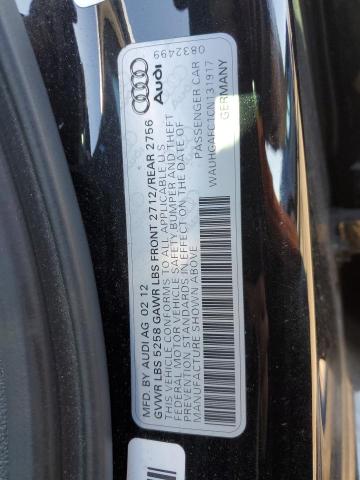 0832499
Audi
MFD. BY AUDI AG 02 12
GVWR LBS 5258 GAWR LBS FRONT 2712/REAR 2756
THIS VEHICLE CONFORMS TO ALL APPLICABLE U.S.
FEDERAL MOTOR VEHICLE SAFETY BUMPER AND THEFT
PREVENTION STANDARDS IN EFFECT ON THE DATE OF
MANUFACTURE SHOWN ABOVE
PASSENGER CAR
WAUHGAFC1CN131917
GERMANY